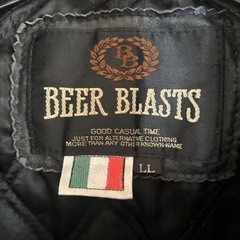 BB
BEER BLASTS
GOOD CASUAL TIME
JUST FOR ALTERNATIVE CLOTHING
MORE THAN ANY OTHER KNOWN-NAME
LL